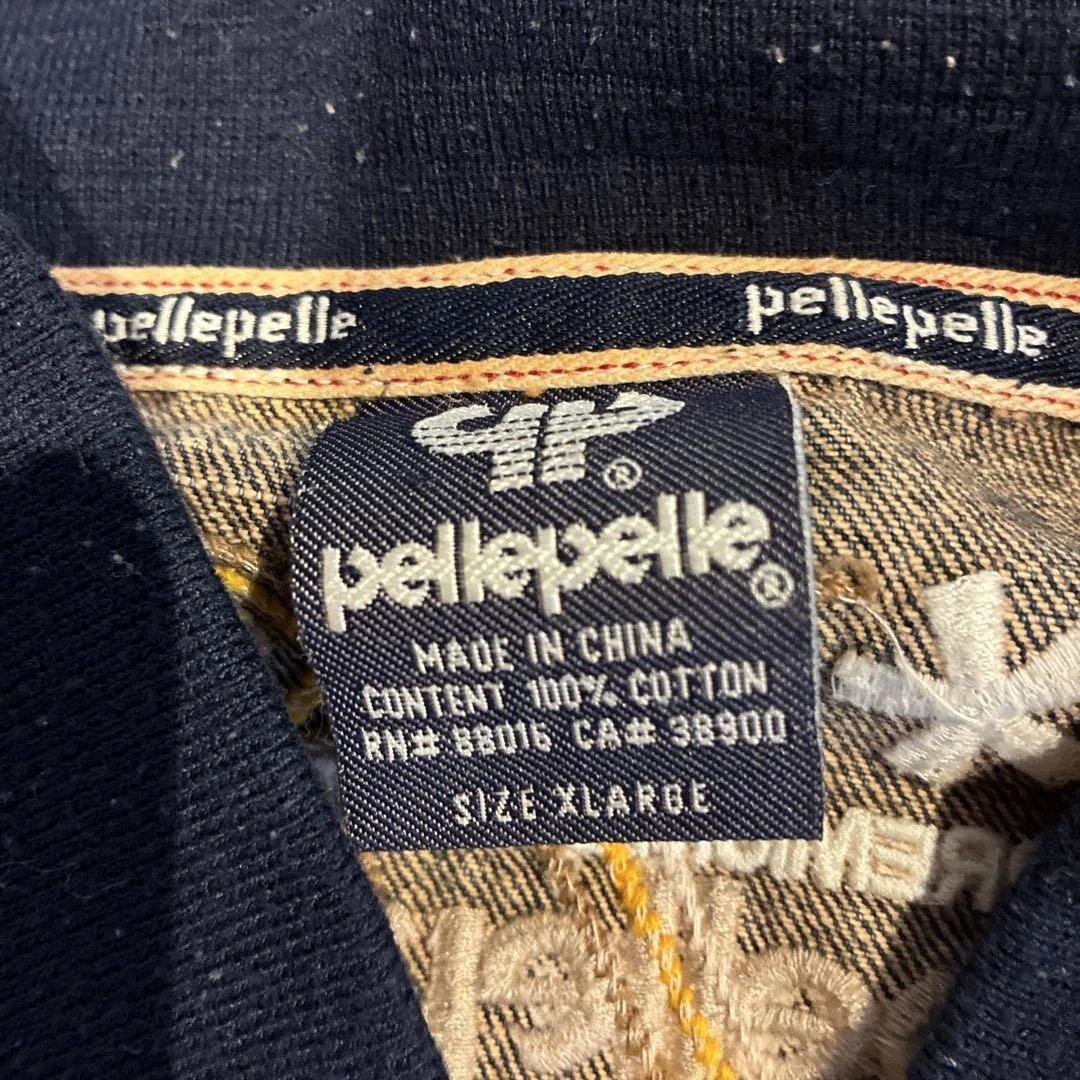 pellepelle pellepelle
®
pellepelle®
MADE IN CHINA
CONTENT 100% COTTON
RN# 88016 CA# 38900
SIZE XLARGE